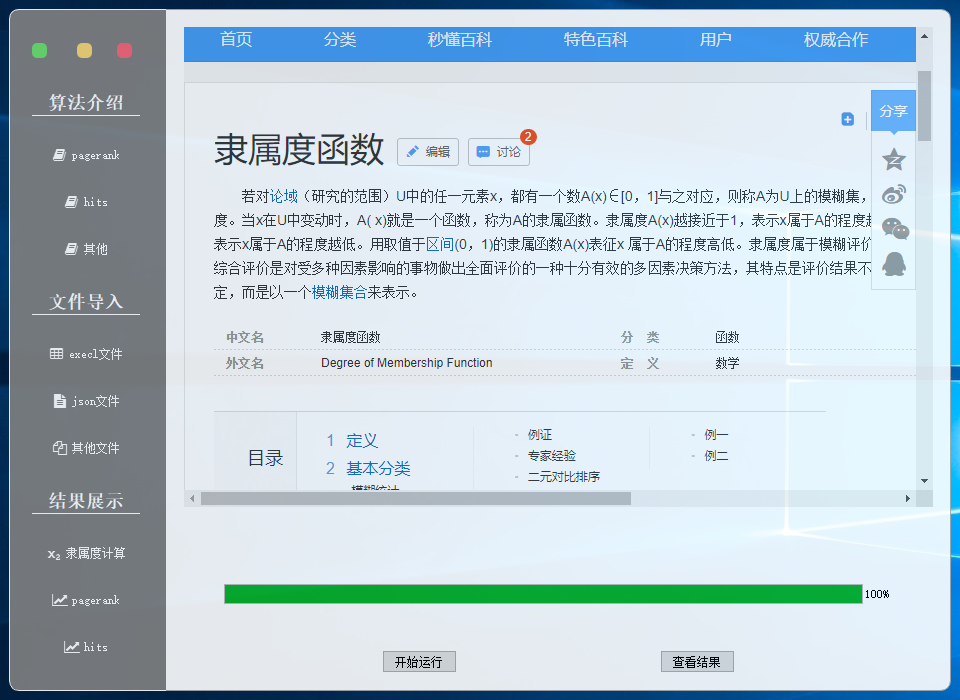 算法介绍
pagerank
hits
其他
文件导入
execl文件
json文件
其他文件
结果展示
x₂ 隶属度计算
pagerank
hits
首页 分类 秒懂百科 特色百科 用户 权威合作
分享
隶属度函数 编辑 讨论 2
若对论域（研究的范围）U中的任一元素x，都有一个数A(x)∈[0，1]与之对应，则称A为U上的模糊集，
度。当x在U中变动时，A( x)就是一个函数，称为A的隶属函数。隶属度A(x)越接近于1，表示x属于A的程度
表示x属于A的程度越低。用取值于区间(0，1)的隶属函数A(x)表征x 属于A的程度高低。隶属度属于模糊评价
综合评价是对受多种因素影响的事物做出全面评价的一种十分有效的多因素决策方法，其特点是评价结果不
定，而是以一个模糊集合来表示。
中文名 隶属度函数 分 类 函数
外文名 Degree of Membership Function 定 义 数学
目录
1 定义
2 基本分类
模糊统计
- 例证
- 专家经验
- 二元对比排序
- 例一
- 例二
100%
开始运行 查看结果